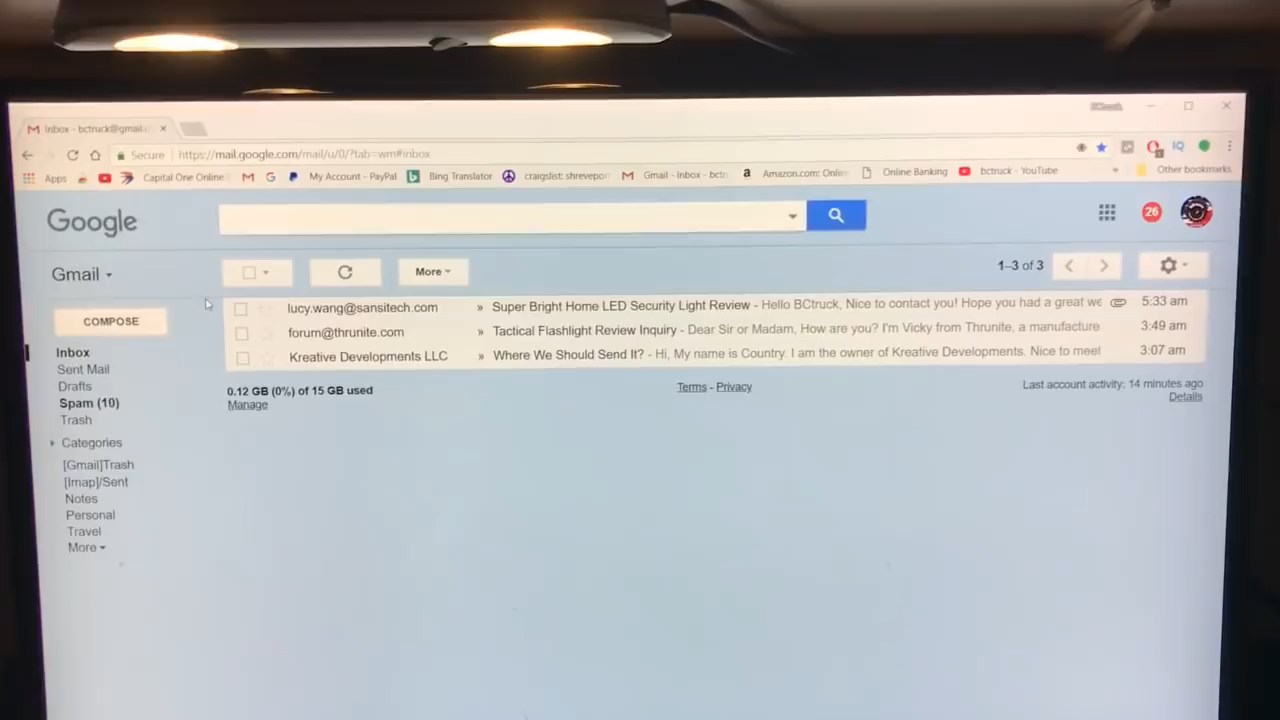 Inbox - bctruck@gmail.c
Secure https://mail.google.com/mail/u/0/?tab=wm#inbox
Apps Capital One Online My Account - PayPal Bing Translator craigslist: shrevepor Gmail - Inbox - bctr Amazon.com: Onlin Online Banking bctruck - YouTube Other bookmarks
Google 26
Gmail More 1–3 of 3
COMPOSE
lucy.wang@sansitech.com » Super Bright Home LED Security Light Review - Hello BCtruck, Nice to contact you! Hope you had a great we 5:33 am
forum@thrunite.com » Tactical Flashlight Review Inquiry - Dear Sir or Madam, How are you? I'm Vicky from Thrunite, a manufacture 3:49 am
Kreative Developments LLC » Where We Should Send It? - Hi, My name is Country. I am the owner of Kreative Developments. Nice to meet 3:07 am
Inbox
Sent Mail
Drafts
Spam (10)
Trash
Categories
[Gmail]Trash
[Imap]/Sent
Notes
Personal
Travel
More
0.12 GB (0%) of 15 GB used
Manage
Terms - Privacy
Last account activity: 14 minutes ago
Details